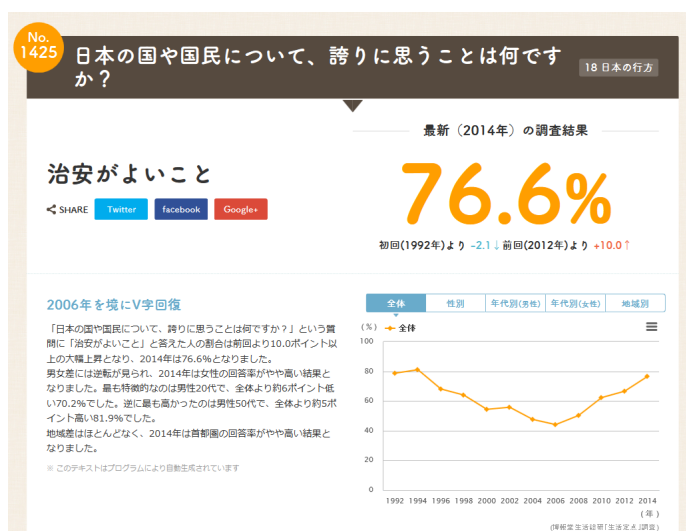 No.
1425
日本の国や国民について、誇りに思うことは何です
か？
18 日本の行方
最新（2014年）の調査結果
治安がよいこと
76.6%
SHARE Twitter facebook Google+
初回(1992年)より -2.1↓ 前回(2012年)より +10.0↑
2006年を境にV字回復
「日本の国や国民について、誇りに思うことは何ですか？」という質
問に「治安がよいこと」と答えた人の割合は前回より10.0ポイント以
上の大幅上昇となり、2014年は76.6%となりました。
男女差には逆転が見られ、2014年は女性の回答率がやや高い結果と
なりました。最も特徴的なのは男性20代で、全体より約6ポイント低
い70.2%でした。逆に最も高かったのは男性50代で、全体より約5ポ
イント高い81.9%でした。
地域差はほとんどなく、2014年は首都圏の回答率がやや高い結果と
なりました。
※ このテキストはプログラムにより自動生成されています
全体 性別 年代別(男性) 年代別(女性) 地域別
(%) 全体
100
80
60
40
20
0
1992 1994 1996 1998 2000 2002 2004 2006 2008 2010 2012 2014
(年)
(博報堂生活総研「生活定点」調査)